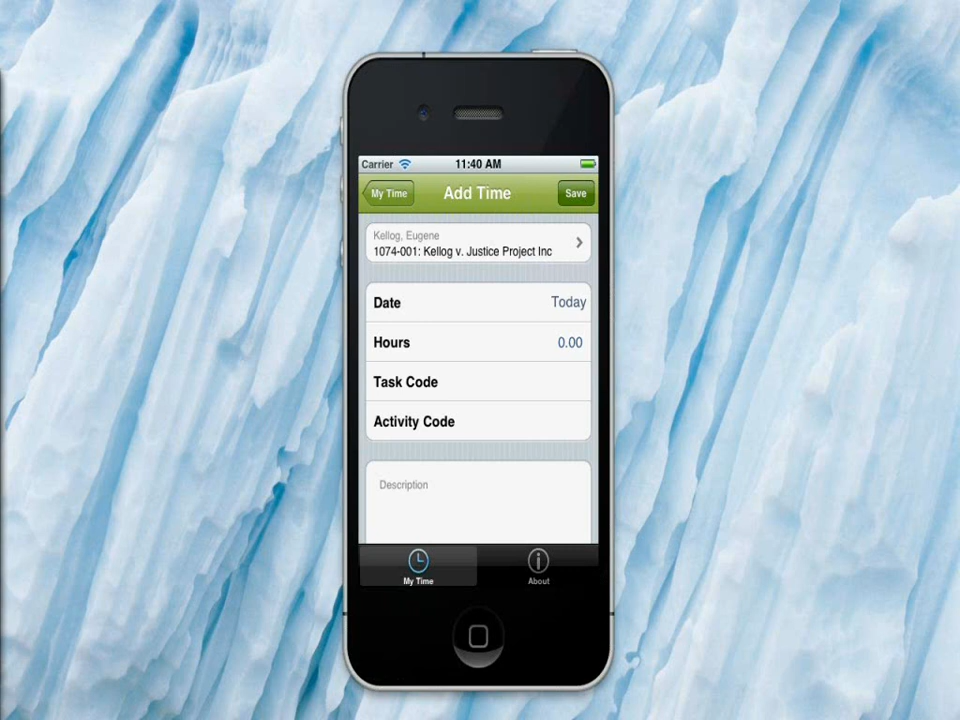 Carrier 11:40 AM
My Time Add Time Save
Kellog, Eugene
1074-001: Kellog v. Justice Project Inc
Date Today
Hours 0.00
Task Code
Activity Code
Description
My Time About